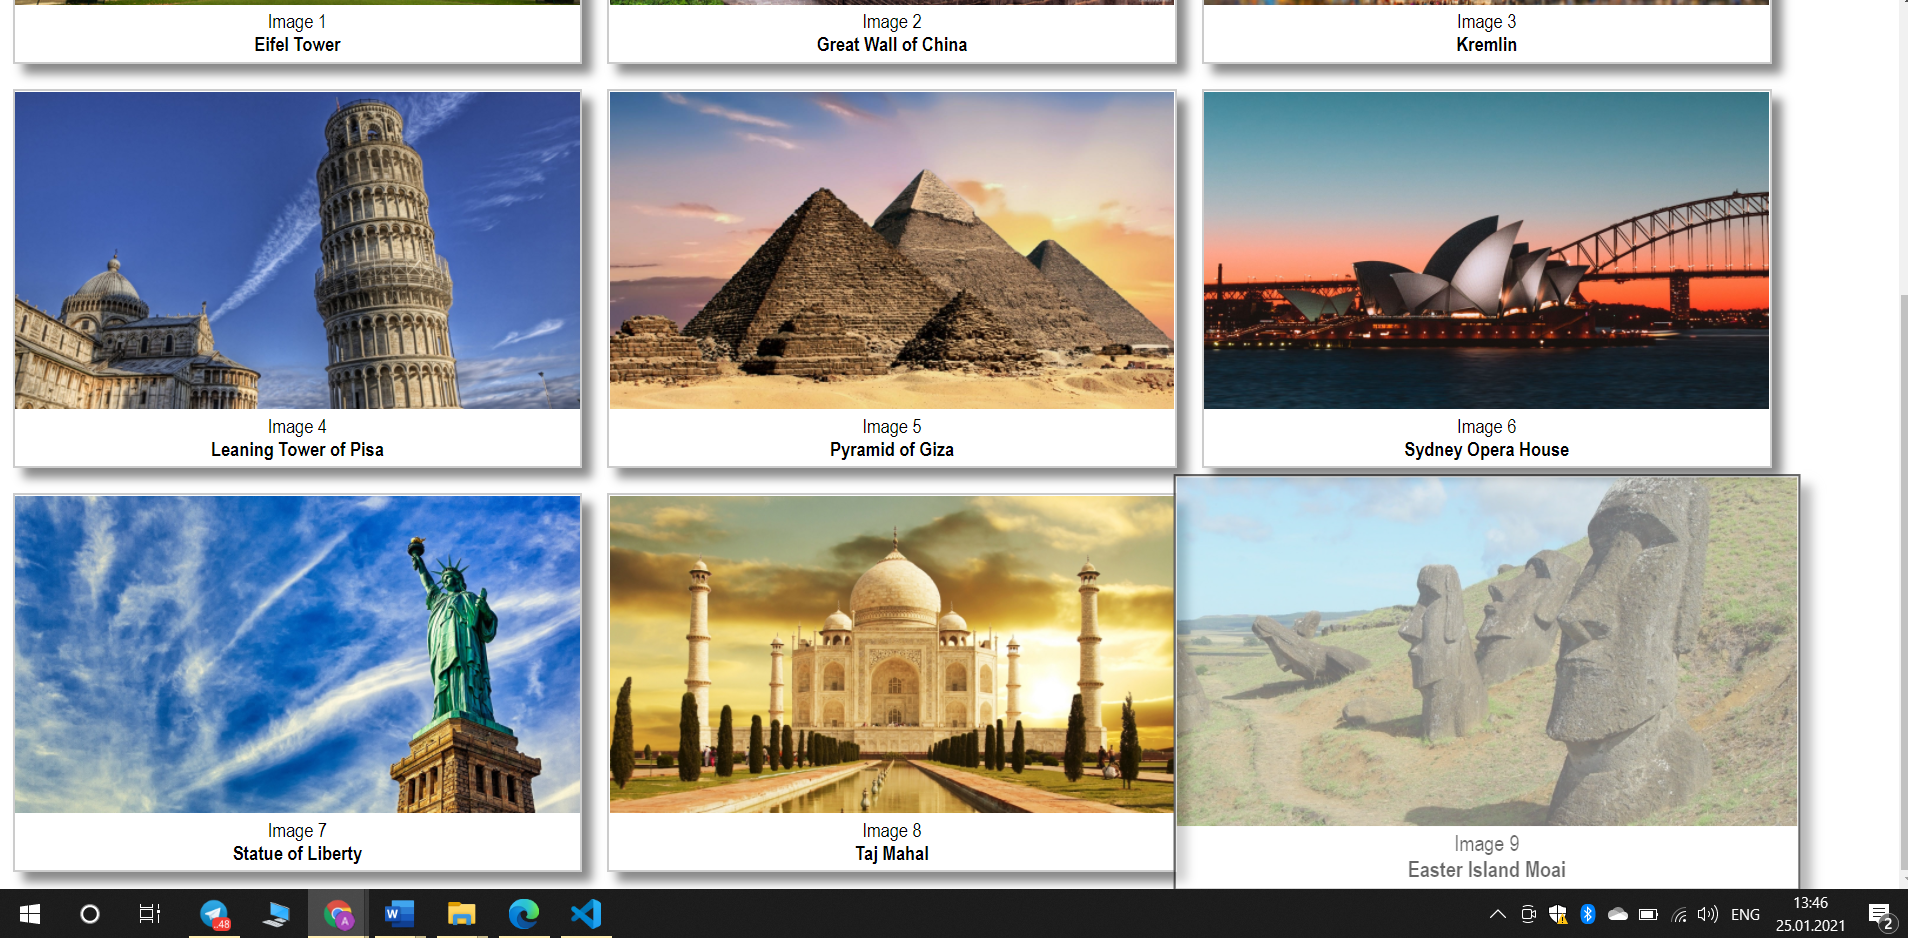 Image 1
Eifel Tower
Image 2
Great Wall of China
Image 3
Kremlin
Image 4
Leaning Tower of Pisa
Image 5
Pyramid of Giza
Image 6
Sydney Opera House
Image 7
Statue of Liberty
Image 8
Taj Mahal
Image 9
Easter Island Moai
..48
A
W
ENG
13:46
25.01.2021
2